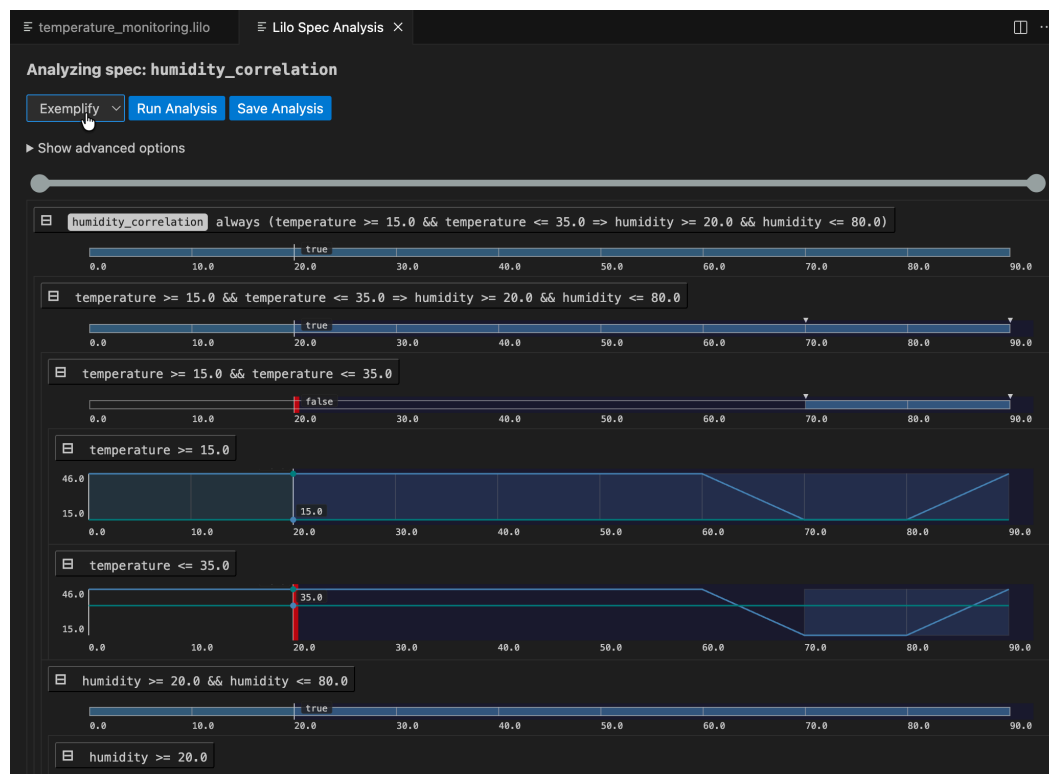 temperature_monitoring.lilo
Lilo Spec Analysis
Analyzing spec: humidity_correlation
Exemplify Run Analysis Save Analysis
Show advanced options
humidity_correlation always (temperature >= 15.0 && temperature <= 35.0 => humidity >= 20.0 && humidity <= 80.0)
true
0.0 10.0 20.0 30.0 40.0 50.0 60.0 70.0 80.0 90.0
temperature >= 15.0 && temperature <= 35.0 => humidity >= 20.0 && humidity <= 80.0
true
0.0 10.0 20.0 30.0 40.0 50.0 60.0 70.0 80.0 90.0
temperature >= 15.0 && temperature <= 35.0
false
0.0 10.0 20.0 30.0 40.0 50.0 60.0 70.0 80.0 90.0
temperature >= 15.0
46.0
15.0 15.0
0.0 10.0 20.0 30.0 40.0 50.0 60.0 70.0 80.0 90.0
temperature <= 35.0
46.0 35.0
15.0
0.0 10.0 20.0 30.0 40.0 50.0 60.0 70.0 80.0 90.0
humidity >= 20.0 && humidity <= 80.0
true
0.0 10.0 20.0 30.0 40.0 50.0 60.0 70.0 80.0 90.0
humidity >= 20.0